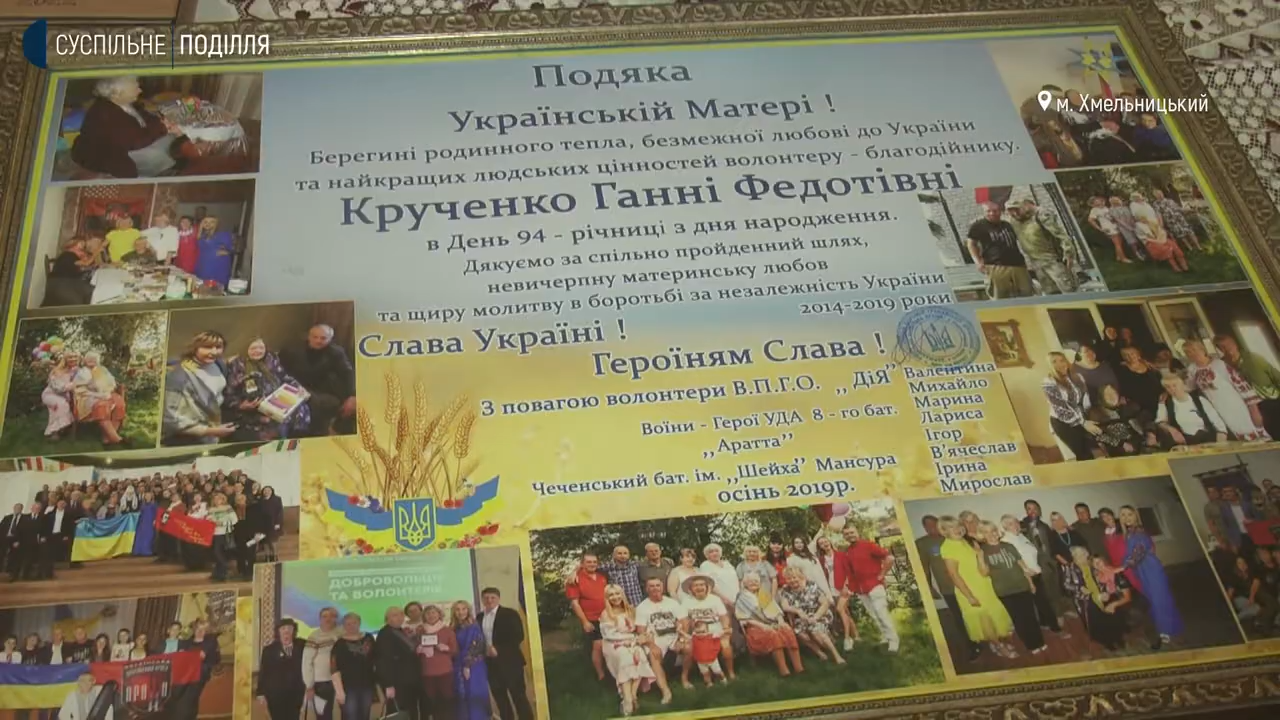 СУСПІЛЬНЕ ПОДІЛЛЯ
м. Хмельницький
Подяка
Українській Матері !
Берегині родинного тепла, безмежної любові до України
та найкращих людських цінностей волонтеру - благодійнику.
Крученко Ганні Федотівні
в День 94 - річниці з дня народження.
Дякуємо за спільно пройденний шлях,
невичерпну материнську любов
та щиру молитву в боротьбі за незалежність України
2014-2019 роки
Слава Україні !
Героїням Слава !
З повагою волонтери В.П.Г.О. ,, ДіЯ”
Валентина
Михайло
Марина
Лариса
Ігор
В’ячеслав
Ірина
Мирослав
Воїни - Герої УДА 8 - го бат.
,,Аратта”
Чеченський бат. ім. ,,Шейха” Мансура
осінь 2019р.
ДОБРОВОЛЬЦІ
ТА ВОЛОНТЕРИ